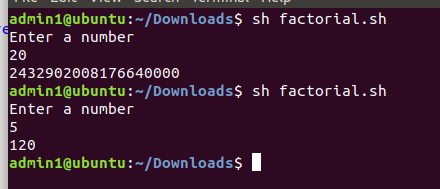 File Edit View Search Terminal Help
admin1@ubuntu:~/Downloads$ sh factorial.sh
Enter a number
20
2432902008176640000
admin1@ubuntu:~/Downloads$ sh factorial.sh
Enter a number
5
120
admin1@ubuntu:~/Downloads$